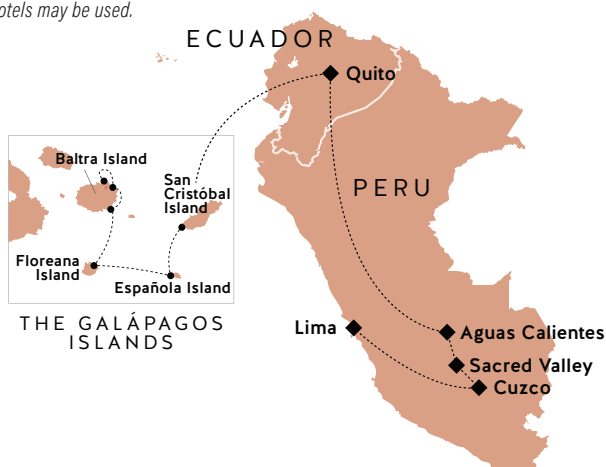 otels may be used.
ECUADOR
Quito
Baltra Island
San
Cristóbal
Island
PERU
Floreana
Island
Española Island
THE GALÁPAGOS
ISLANDS
Lima
Aguas Calientes
Sacred Valley
Cuzco